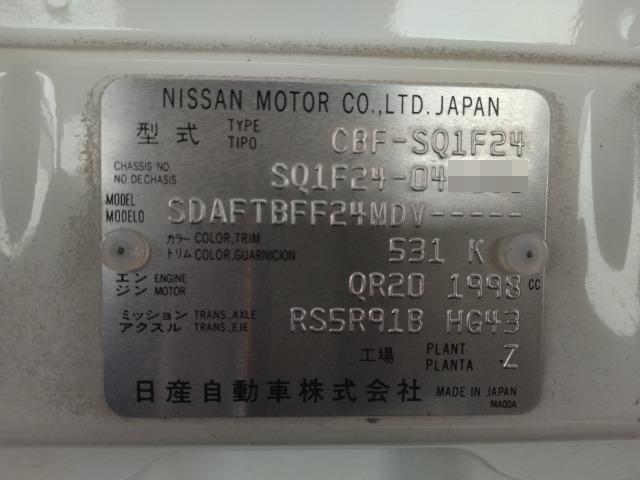 NISSAN MOTOR CO.,LTD. JAPAN
型式 TYPE TIPO CBF-SQ1F24
CHASSIS NO. NO. DE CHASIS SQ1F24-04
MODEL MODELO SDAFTBFF24MDV-----
カラー COLOR,TRIM トリム COLOR,GUARNICION 531 K
エンジン ENGINE MOTOR QR20 1998 CC
ミッション TRANS.,AXLE アクスル TRANS.,EJE RS5R91B HG43
工場 PLANT PLANTA Z
日産自動車株式会社 MADE IN JAPAN
MA00A